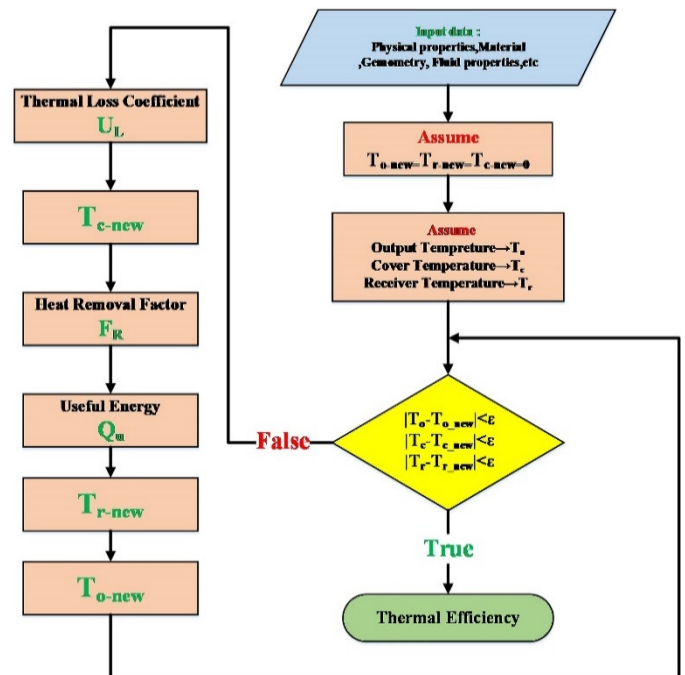 Input data :
Physical properties,Material
,Gemometry, Fluid properties,etc
Assume
To-new=Tr-new=Tc-new=0
Assume
Output Tempreture→To
Cover Temperature→Tc
Receiver Temperature→Tr
|To-To_new|<ε
|Tc-Tc_new|<ε
|Tr-Tr_new|<ε
False
True
Thermal Efficiency
Thermal Loss Coefficient
UL
Tc-new
Heat Removal Factor
FR
Useful Energy
Qu
Tr-new
To-new